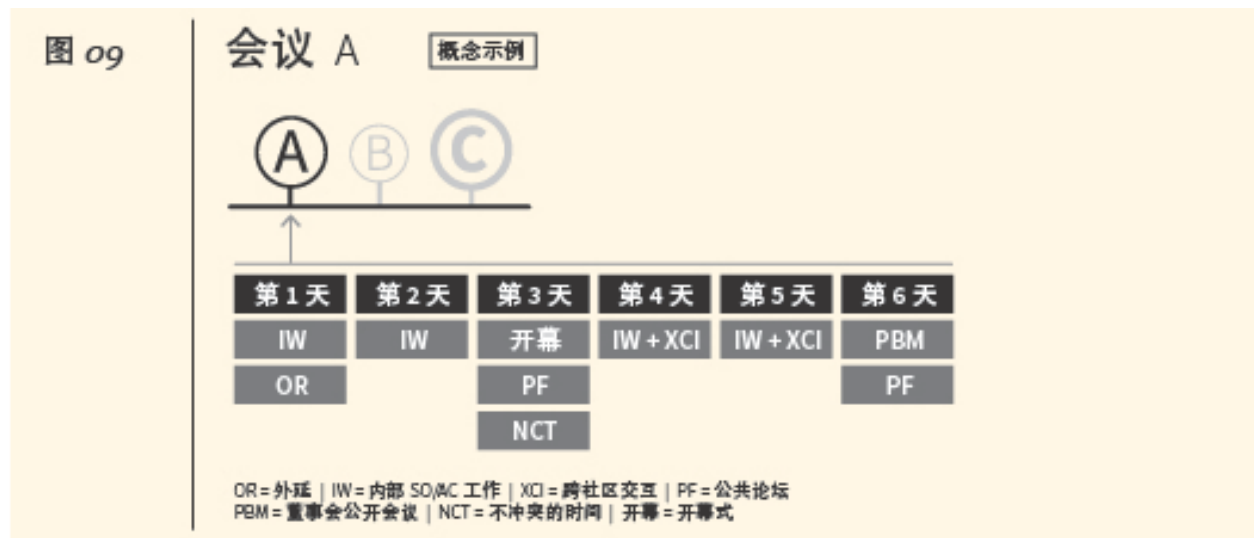 图 09
会议 A
概念示例
A B C
第 1 天 第 2 天 第 3 天 第 4 天 第 5 天 第 6 天
IW IW 开幕 IW + XCI IW + XCI PBM
OR PF PF
NCT
OR = 外延 | IW = 内部 SO/AC 工作 | XCI = 跨社区交互 | PF = 公共论坛
PBM = 董事会公开会议 | NCT = 不冲突的时间 | 开幕 = 开幕式